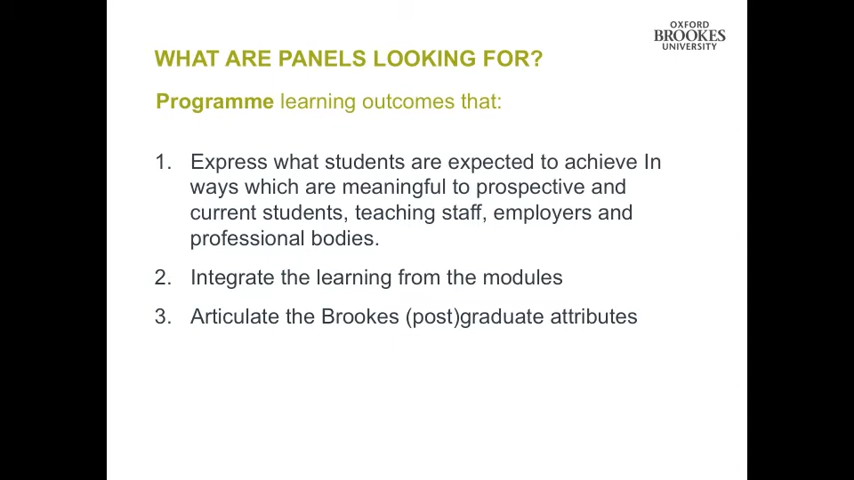 OXFORD
BROOKES
UNIVERSITY
WHAT ARE PANELS LOOKING FOR?
Programme learning outcomes that:
1. Express what students are expected to achieve In
ways which are meaningful to prospective and
current students, teaching staff, employers and
professional bodies.
2. Integrate the learning from the modules
3. Articulate the Brookes (post)graduate attributes